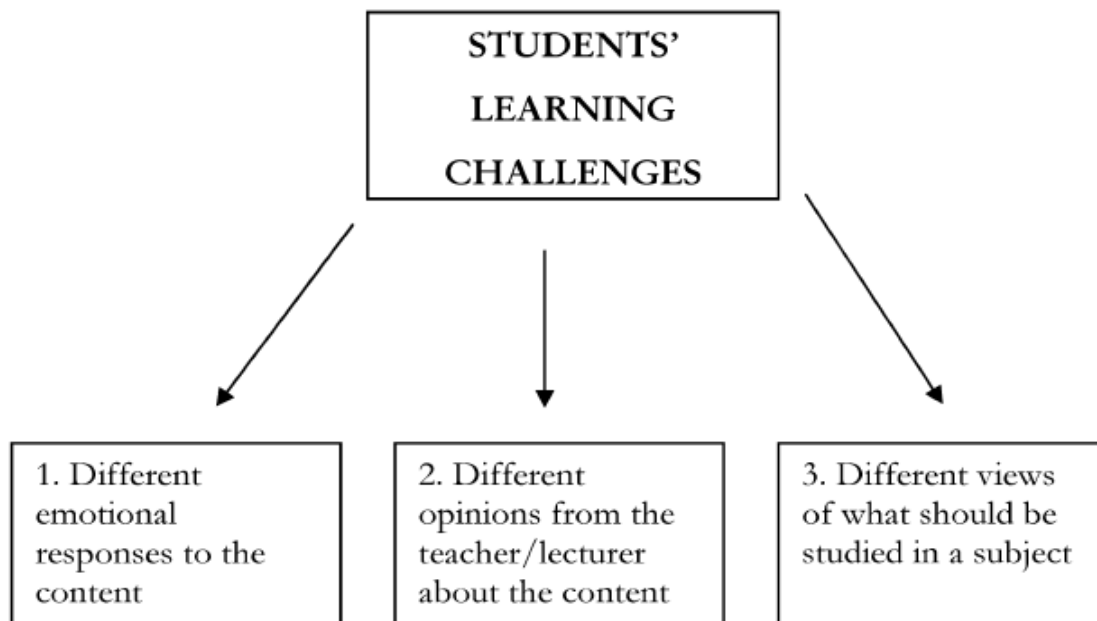 STUDENTS’
LEARNING
CHALLENGES
1. Different
emotional
responses to the
content
2. Different
opinions from the
teacher/lecturer
about the content
3. Different views
of what should be
studied in a subject